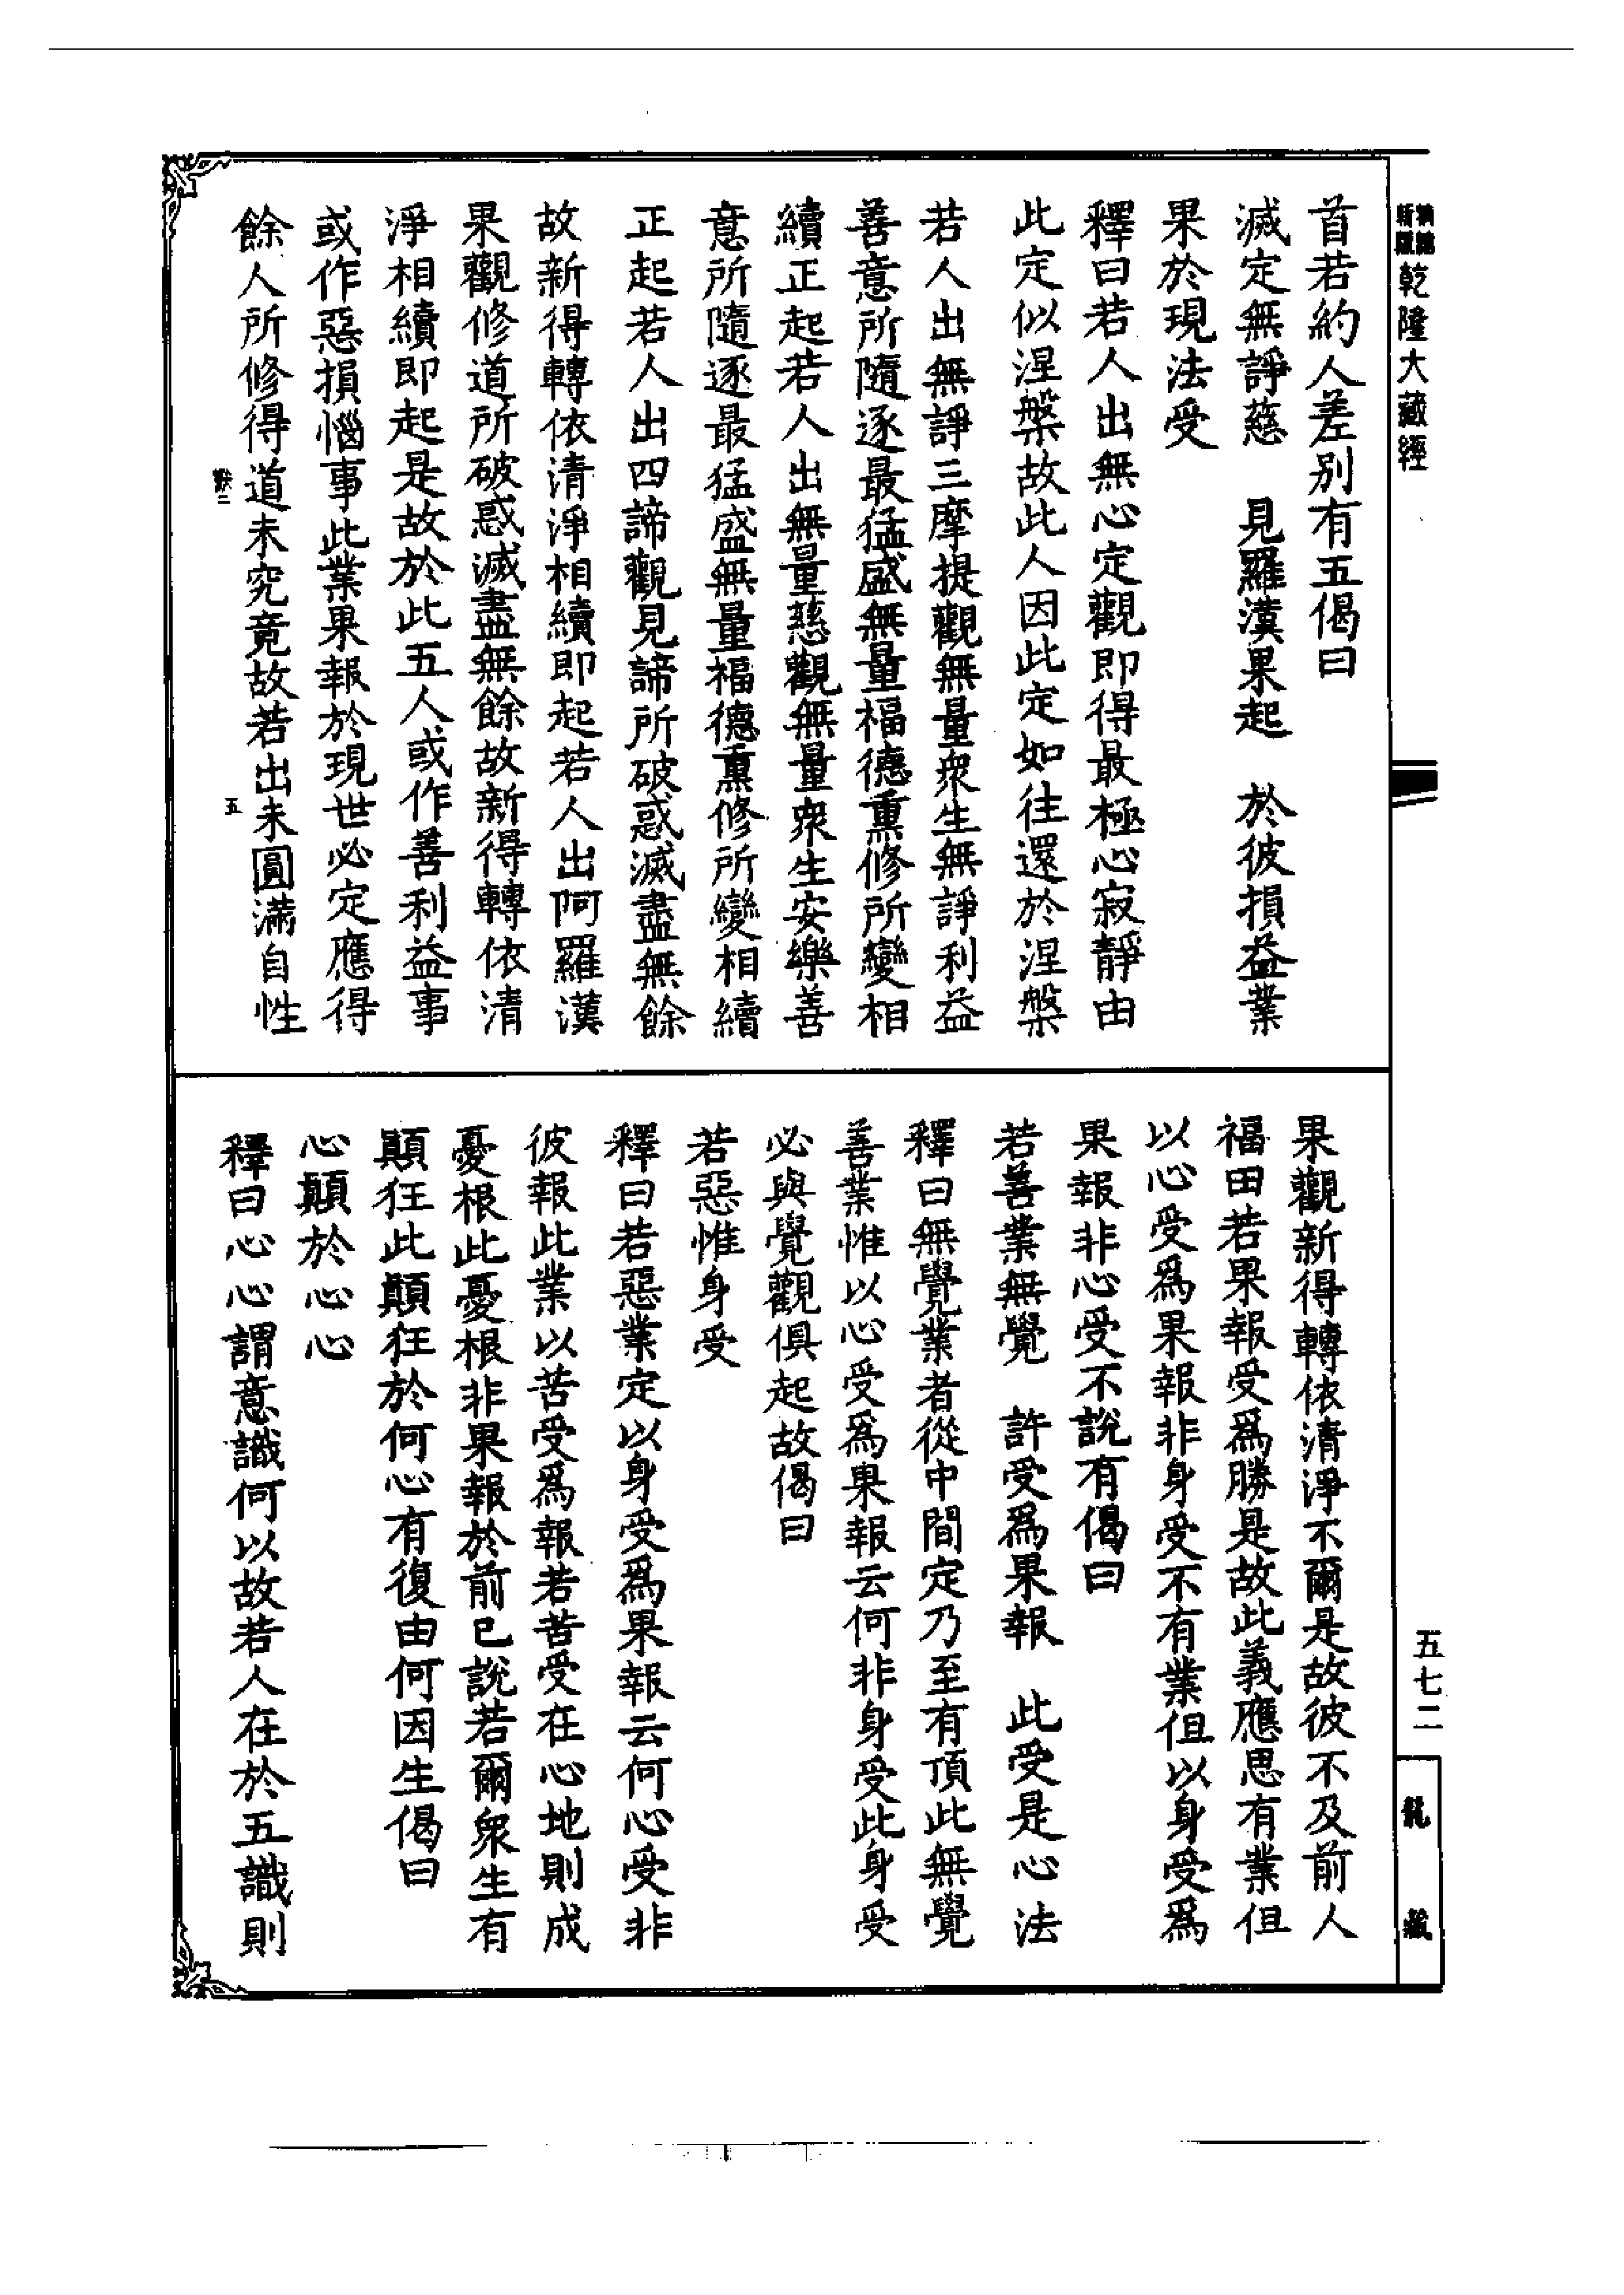 乾隆大藏經
首若約人差別有五偈曰
滅定無諍慈　見羅漢果起　於彼損益業
果於現法受
釋曰若人出無心定觀即得最極心寂靜由
此定似涅槃故此人因此定如往還於涅槃
若人出無諍三摩提觀無量衆生無諍利益
善意所隨逐最猛盛無量福德熏修所變相
續正起若人出無量慈觀無量衆生安樂善
意所隨逐最猛盛無量福德熏修所變相續
正起若人出四諦觀見諦所破惑滅盡無餘
故新得轉依清淨相續即起若人出阿羅漢
果觀修道所破惑滅盡無餘故新得轉依清
淨相續即起是故於此五人或作善利益事
或作惡損惱事此業果報於現世必定應得
餘人所修得道未究竟故若出未圓滿自性
五
果觀新得轉依清淨不爾是故彼不及前人
福田若果報受爲勝是故此義應思有業但
以心受爲果報非身受不有業但以身受爲
果報非心受不說有偈曰
若善業無覺　許受爲果報　此受是心法
釋曰無覺業者從中間定乃至有頂此無覺
善業惟以心受爲果報云何非身受此身受
必與覺觀俱起故偈曰
若惡惟身受
釋曰若惡業定以身受爲果報云何心受非
彼報此業以苦受爲報若苦受在心地則成
憂根此憂根非果報於前已說若爾衆生有
顛狂此顛狂於何心有復由何因生偈曰
心顛於心心
釋曰心心謂意識何以故若人在於五識則
五七二
龍藏